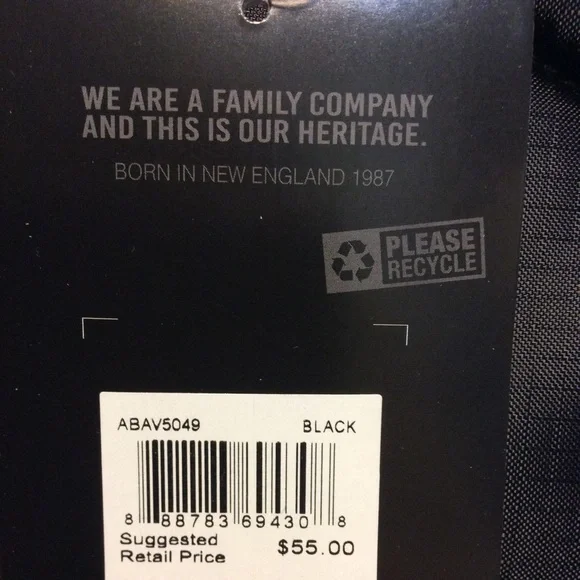 WE ARE A FAMILY COMPANY
AND THIS IS OUR HERITAGE.
BORN IN NEW ENGLAND 1987
PLEASE
RECYCLE
ABAV5049 BLACK
8 88783 69430 8
Suggested
Retail Price $55.00